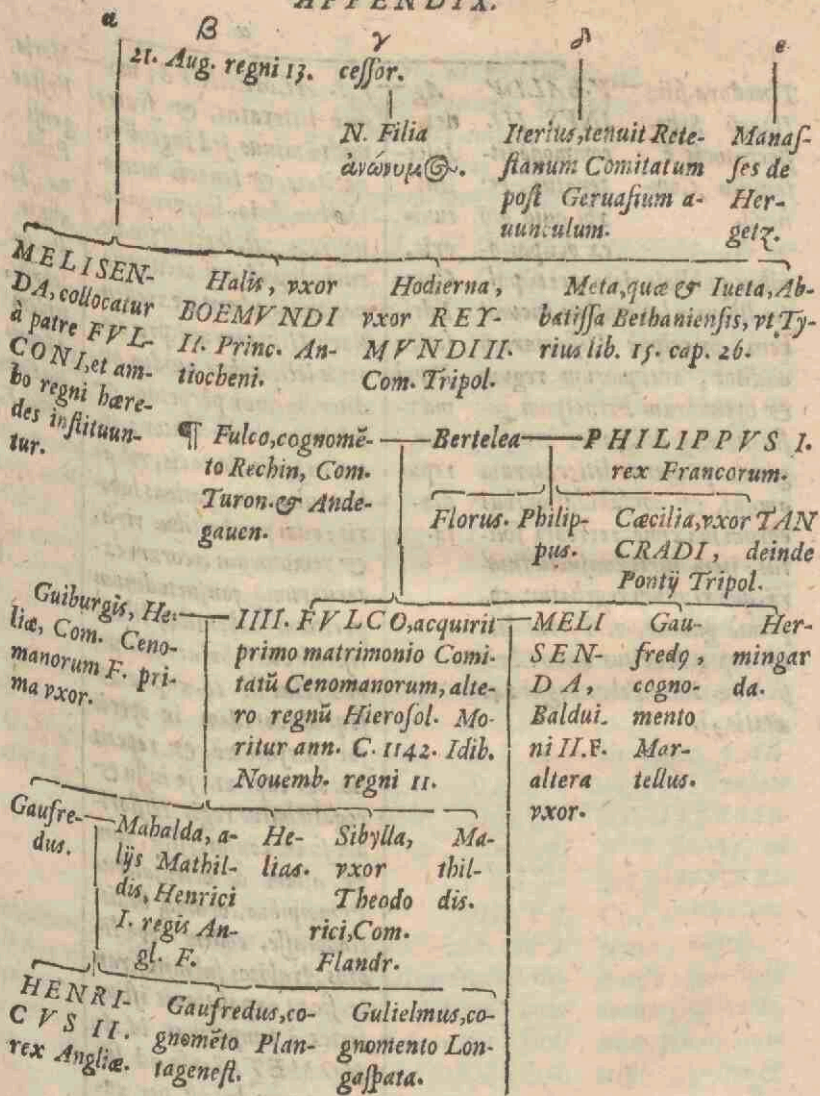 APPENDIX.
α β γ δ ε
21. Aug. regni 13.
ceſſor.
N. Filia
ἀνώνυμ⸺.
Iterius, tenuit Rete-
ſtianum Comitatum
poſt Geruaſium a-
uunculum.
Manaſ-
ſes de
Her-
getz.
MELISEN-
DA, collocatur
à patre FVL-
CONI, et am-
bo regni hære-
des inſtituun-
tur.
Halis, vxor
BOEMVNDI
II. Princ. An-
tiocheni.
Hodierna,
vxor REY-
MVNDI II.
Com. Tripol.
Meta, quæ & Iueta, Ab-
batiſſa Bethanienſis, vt Ty-
rius lib. 15. cap. 26.
¶ Fulco, cognomē-
to Rechin, Com.
Turon. & Ande-
gauen.
Bertelea
PHILIPPVS I.
rex Francorum.
Florus.
Philip-
pus.
Cæcilia, vxor TAN
CRADI, deinde
Pontij Tripol.
Guiburgis, He-
liæ, Com. Ceno-
manorum F. pri-
ma vxor.
IIII. FVLCO, acquirit
primo matrimonio Comi-
tatū Cenomanorum, alte-
ro regnū Hieroſol. Mo-
ritur ann. C. 1142. Idib.
Nouemb. regni 11.
MELI
SEN-
DA,
Baldui.
ni II. F.
altera
vxor.
Gau-
fredꝰ,
cogno-
mento
Mar-
tellus.
Her-
mingar
da.
Gaufre-
dus.
Mahalda, a-
lijs Mathil-
dis, Henrici
I. regis An-
gl. F.
He-
lias.
Sibylla,
vxor
Theodo
rici, Com.
Flandr.
Ma-
thil-
dis.
HENRI-
CVS II.
rex Angliæ.
Gaufredus, co-
gnomēto Plan-
tageneſt.
Gulielmus, co-
gnomento Lon-
gaſpata.